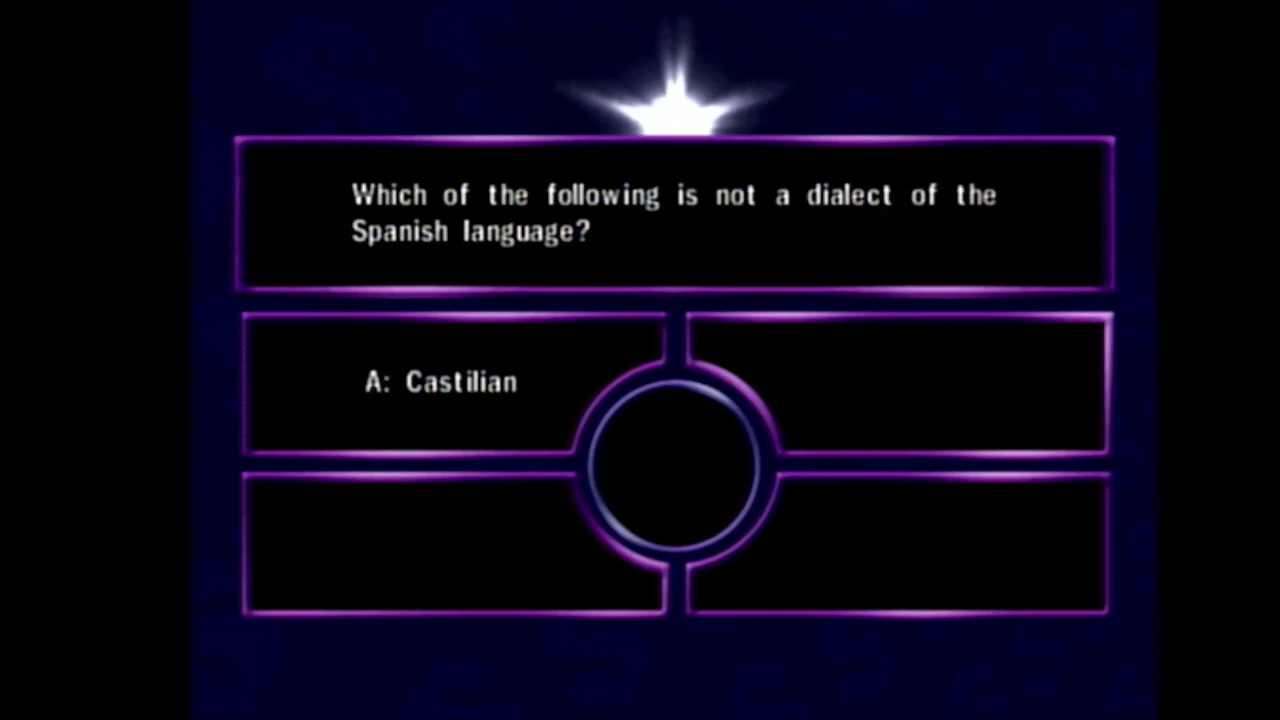 Which of the following is not a dialect of the
Spanish language?
A: Castilian